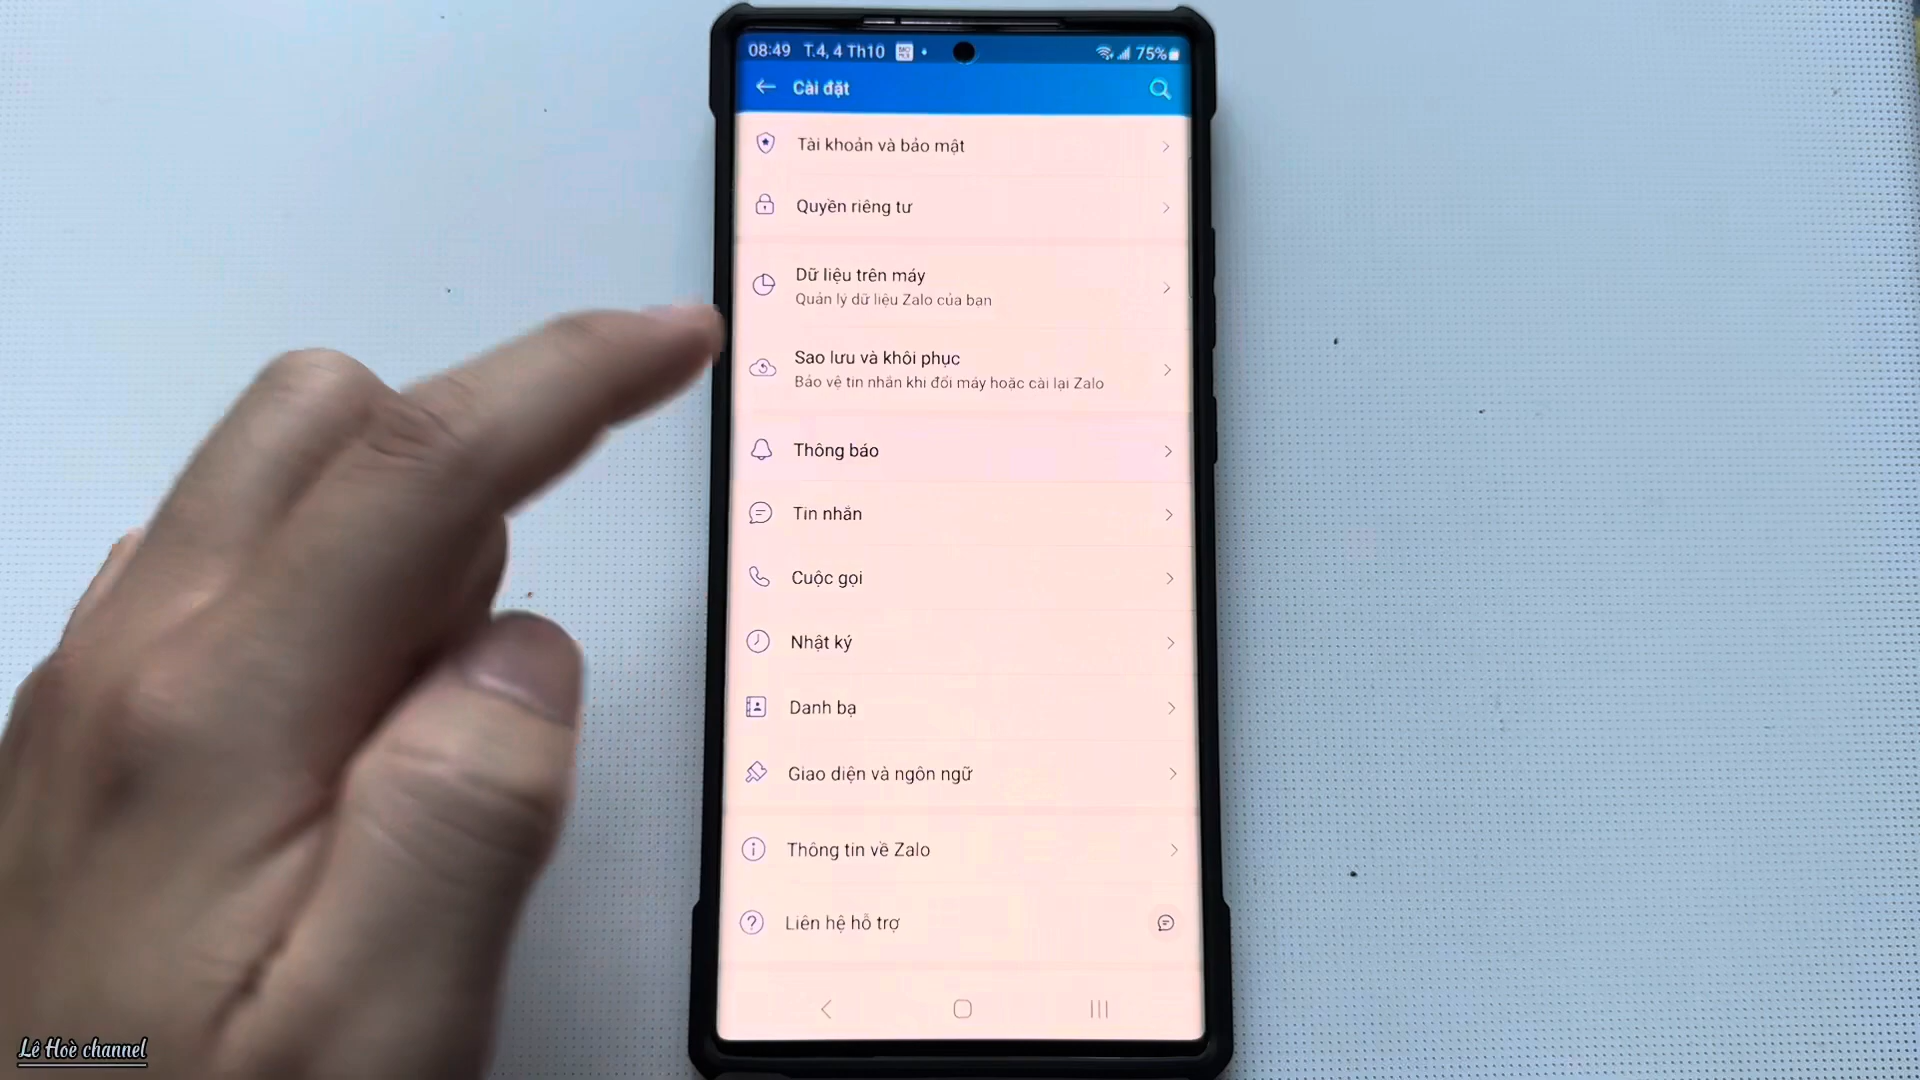 08:49 T.4, 4 Th10
75%
Cài đặt
Tài khoản và bảo mật
Quyền riêng tư
Dữ liệu trên máy
Quản lý dữ liệu Zalo của bạn
Sao lưu và khôi phục
Bảo vệ tin nhắn khi đổi máy hoặc cài lại Zalo
Thông báo
Tin nhắn
Cuộc gọi
Nhật ký
Danh bạ
Giao diện và ngôn ngữ
Thông tin về Zalo
Liên hệ hỗ trợ
Lê Hoè channel